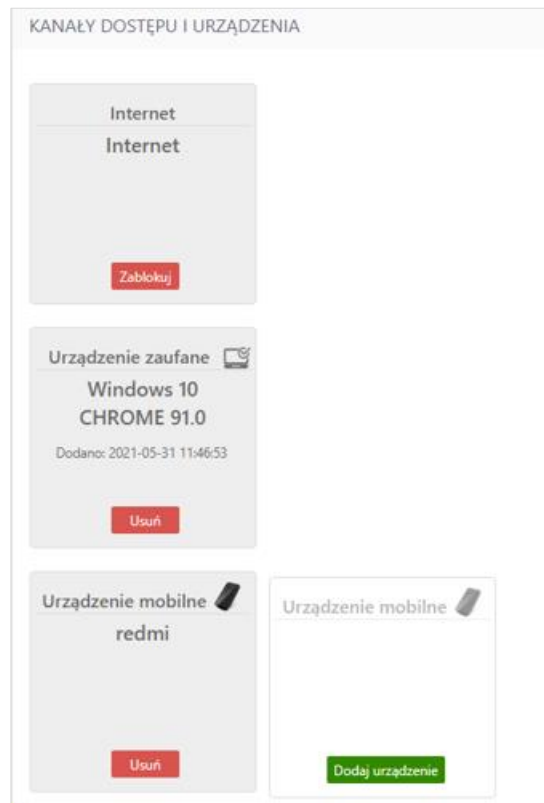 KANAŁY DOSTĘPU I URZĄDZENIA
Internet
Internet
Zablokuj
Urządzenie zaufane
Windows 10
CHROME 91.0
Dodano: 2021-05-31 11:46:53
Usuń
Urządzenie mobilne
redmi
Usuń
Urządzenie mobilne
Dodaj urządzenie